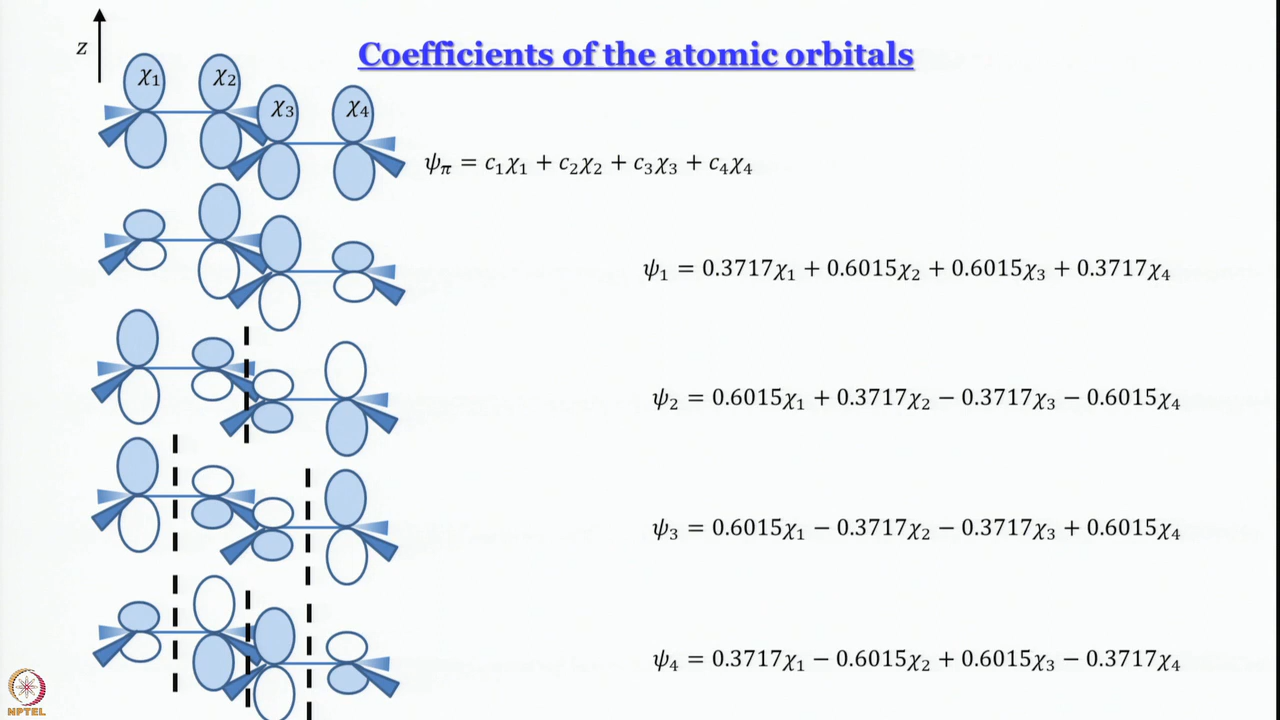 Coefficients of the atomic orbitals
z
χ₁ χ₂ χ₃ χ₄
ψ_π = c₁χ₁ + c₂χ₂ + c₃χ₃ + c₄χ₄
ψ₁ = 0.3717χ₁ + 0.6015χ₂ + 0.6015χ₃ + 0.3717χ₄
ψ₂ = 0.6015χ₁ + 0.3717χ₂ − 0.3717χ₃ − 0.6015χ₄
ψ₃ = 0.6015χ₁ − 0.3717χ₂ − 0.3717χ₃ + 0.6015χ₄
ψ₄ = 0.3717χ₁ − 0.6015χ₂ + 0.6015χ₃ − 0.3717χ₄
NPTEL